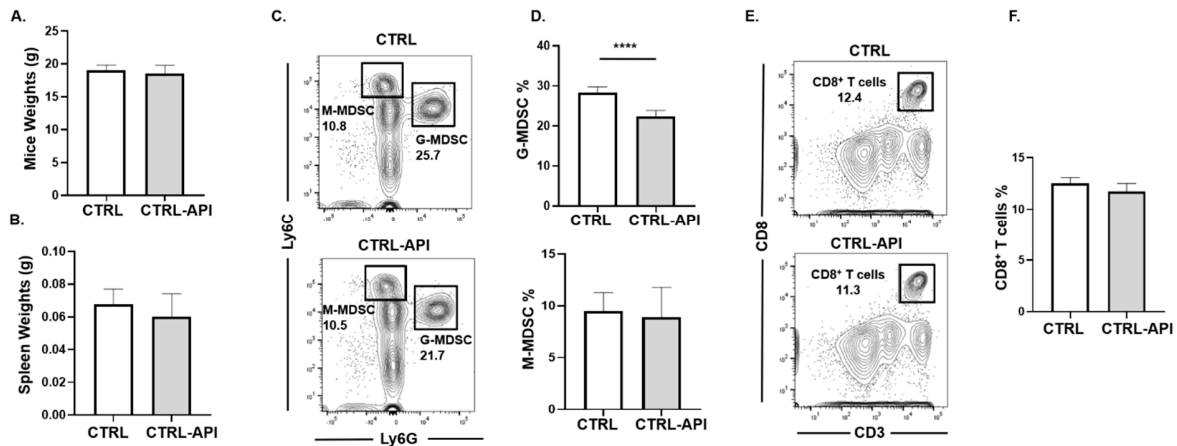 A.
Mice Weights (g)
25
20
15
10
5
0
CTRL
CTRL-API
B.
Spleen Weights (g)
0.10
0.08
0.06
0.04
0.02
0.00
CTRL
CTRL-API
C.
CTRL
M-MDSC
10.8
G-MDSC
25.7
Ly6C
CTRL-API
M-MDSC
10.5
G-MDSC
21.7
Ly6G
D.
G-MDSC %
40
30
20
10
0
****
CTRL
CTRL-API
M-MDSC %
15
10
5
0
CTRL
CTRL-API
E.
CTRL
CD8⁺ T cells
12.4
CD8
CTRL-API
CD8⁺ T cells
11.3
CD3
F.
CD8⁺ T cells %
15
10
5
0
CTRL
CTRL-API